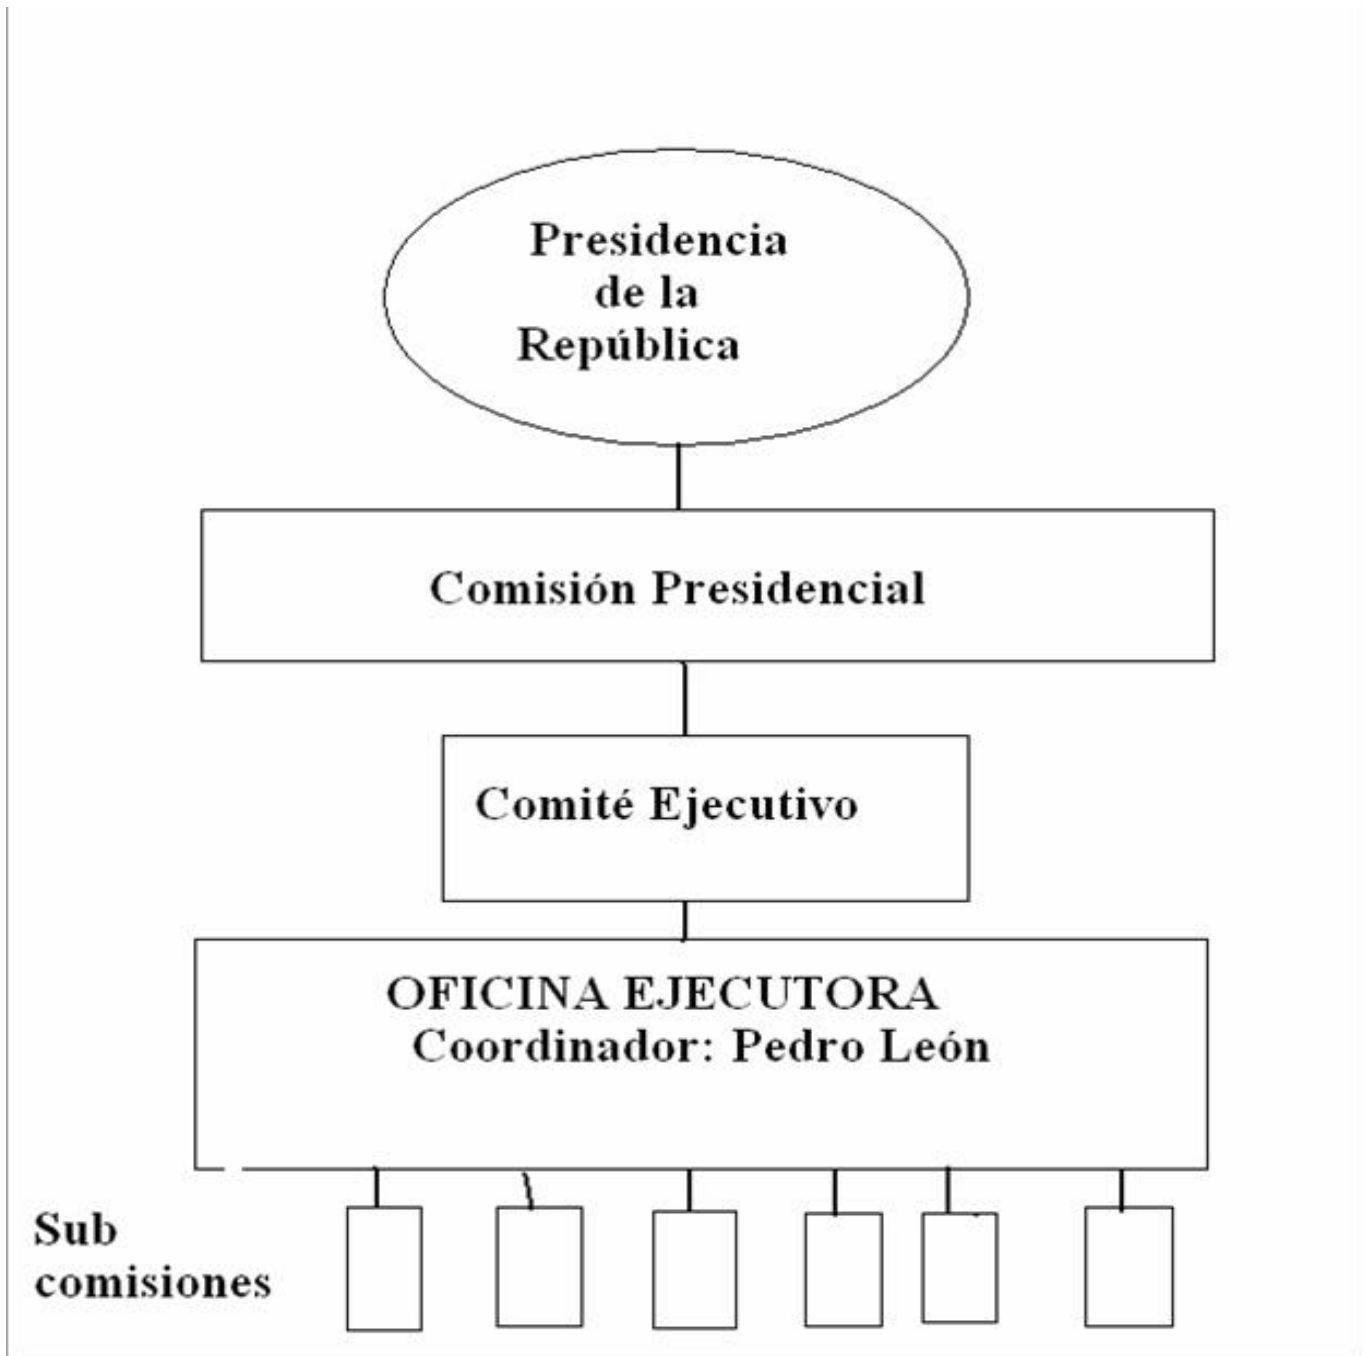 Presidencia
de la
República
Comisión Presidencial
Comité Ejecutivo
OFICINA EJECUTORA
Coordinador: Pedro León
Sub
comisiones